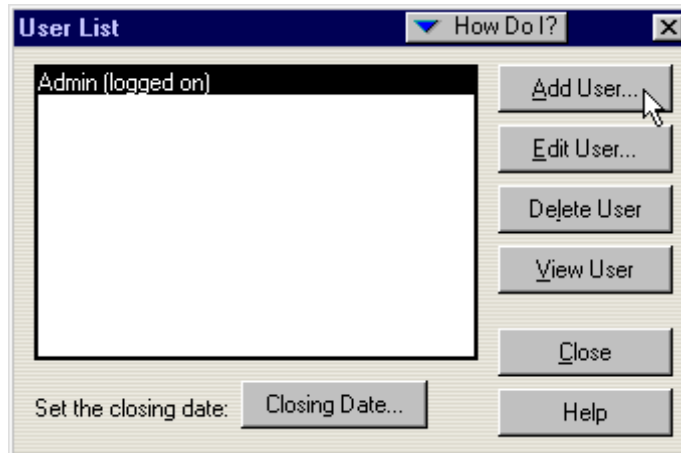 User List
How Do I?
Admin (logged on)
Add User...
Edit User...
Delete User
View User
Close
Set the closing date:
Closing Date...
Help